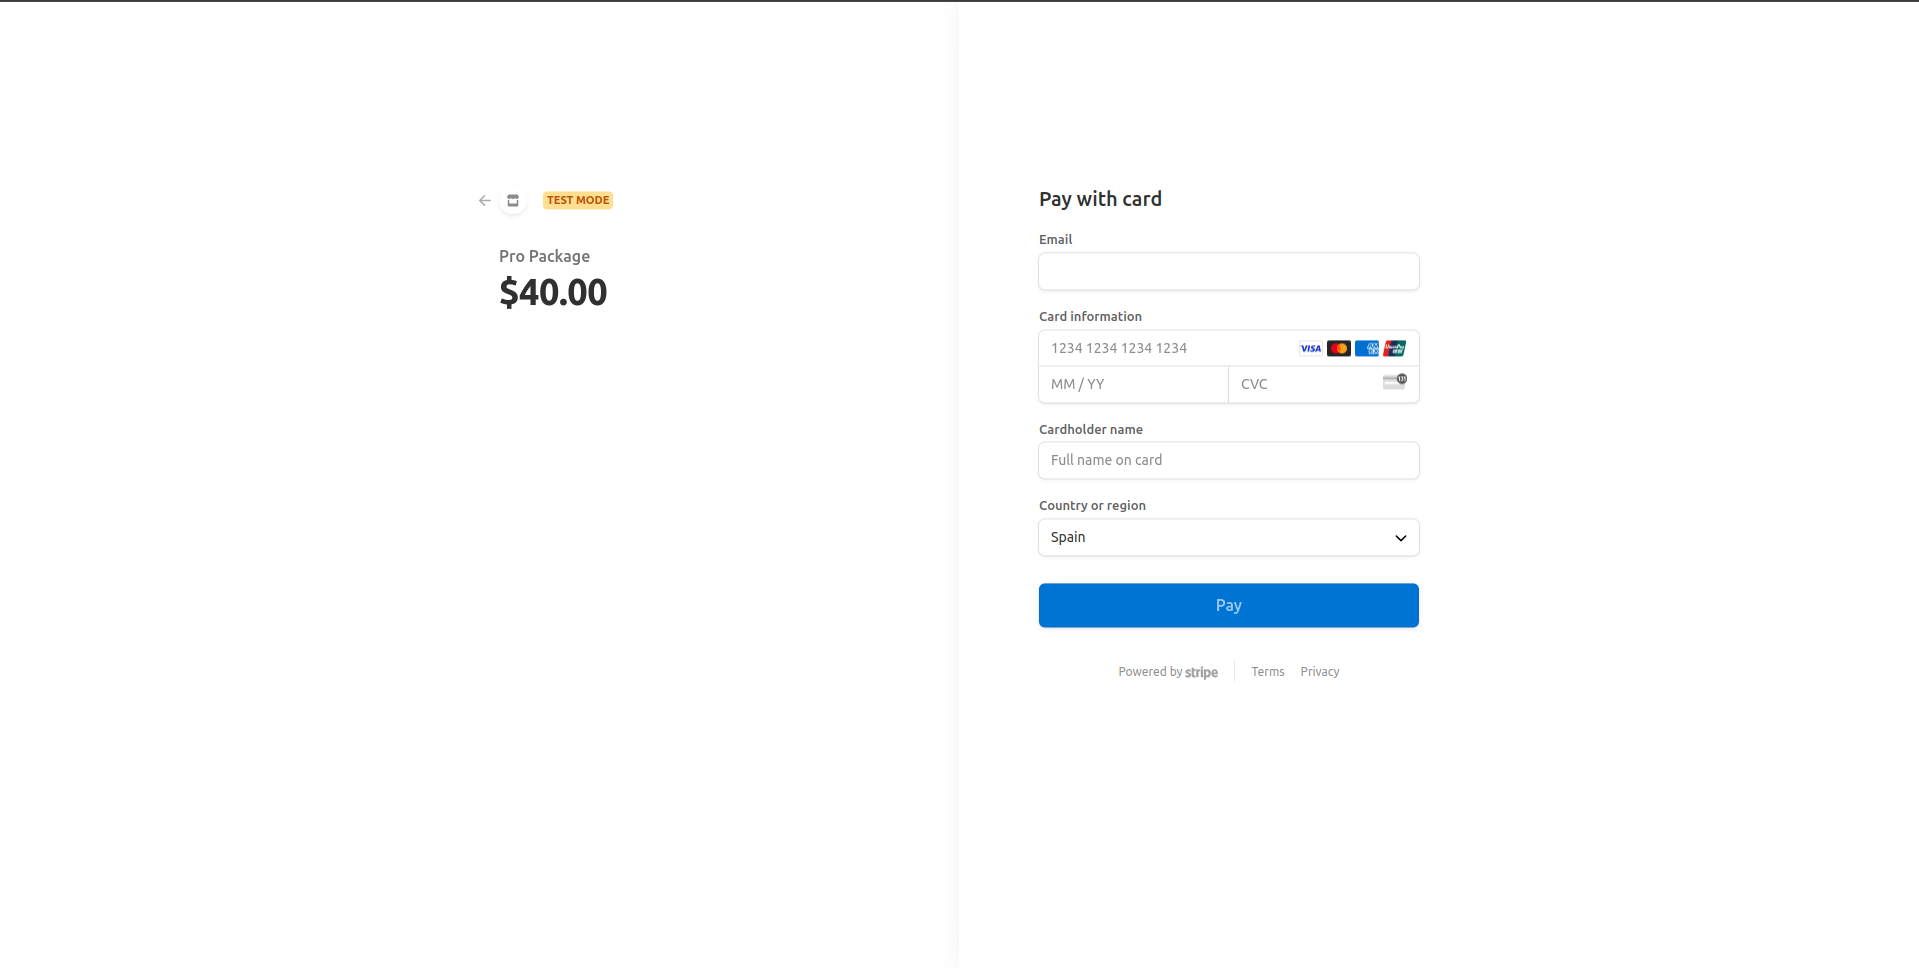 TEST MODE
Pro Package
$40.00
Pay with card
Email
Card information
1234 1234 1234 1234
VISA
MM / YY
CVC
Cardholder name
Full name on card
Country or region
Spain
Pay
Powered by stripe
Terms
Privacy